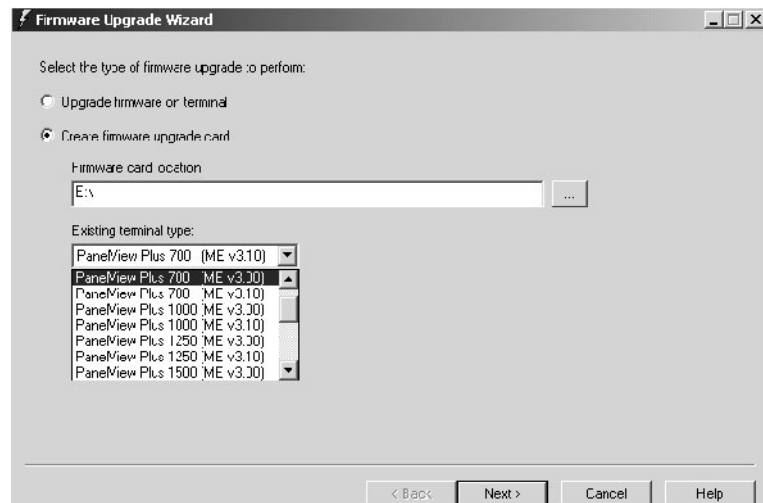 Firmware Upgrade Wizard
Select the type of firmware upgrade to perform:
Upgrade firmware on terminal
Create firmware upgrade card
Firmware card location
E:\
...
Existing terminal type:
PanelView Plus 700 (ME v3.10)
PanelView Plus 700 (ME v3.00)
PanelView Plus 700 (ME v3.10)
PanelView Plus 1000 (ME v3.00)
PanelView Plus 1000 (ME v3.10)
PanelView Plus 1250 (ME v3.00)
PanelView Plus 1250 (ME v3.10)
PanelView Plus 1500 (ME v3.00)
< Back Next > Cancel Help